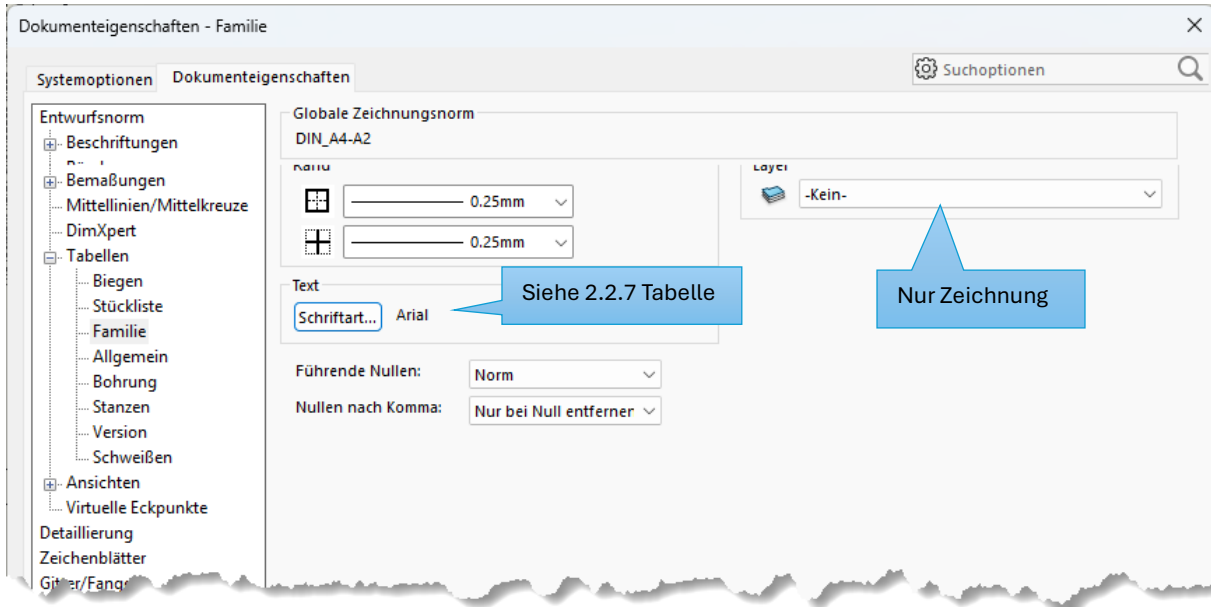 Dokumenteigenschaften - Familie
Systemoptionen Dokumenteigenschaften
Suchoptionen
Entwurfsnorm
Beschriftungen
Bemaßungen
Mittellinien/Mittelkreuze
DimXpert
Tabellen
Biegen
Stückliste
Familie
Allgemein
Bohrung
Stanzen
Version
Schweißen
Ansichten
Virtuelle Eckpunkte
Detaillierung
Zeichenblätter
Globale Zeichnungsnorm
DIN_A4-A2
Rand
0.25mm
0.25mm
Layer
-Kein-
Nur Zeichnung
Text
Schriftart... Arial
Siehe 2.2.7 Tabelle
Führende Nullen: Norm
Nullen nach Komma: Nur bei Null entfernen